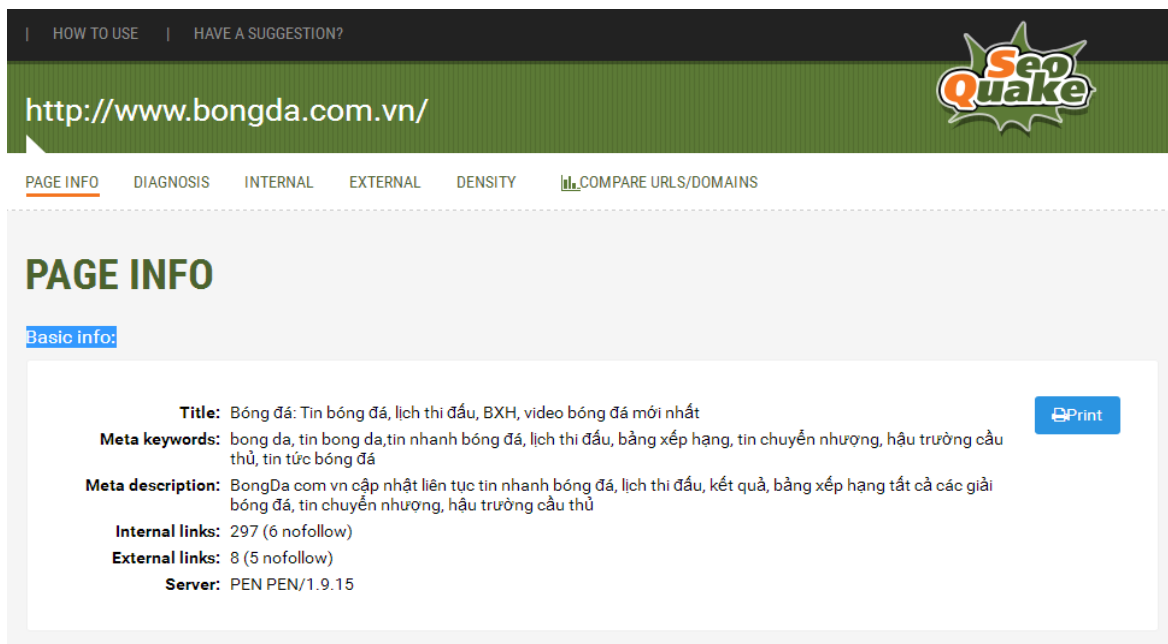 | HOW TO USE | HAVE A SUGGESTION?
Seo
Quake
http://www.bongda.com.vn/
PAGE INFO DIAGNOSIS INTERNAL EXTERNAL DENSITY COMPARE URLS/DOMAINS
PAGE INFO
Basic info:
Title: Bóng đá: Tin bóng đá, lịch thi đấu, BXH, video bóng đá mới nhất
Print
Meta keywords: bong da, tin bong da,tin nhanh bóng đá, lịch thi đấu, bảng xếp hạng, tin chuyển nhượng, hậu trường cầu
thủ, tin tức bóng đá
Meta description: BongDa com vn cập nhật liên tục tin nhanh bóng đá, lịch thi đấu, kết quả, bảng xếp hạng tất cả các giải
bóng đá, tin chuyển nhượng, hậu trường cầu thủ
Internal links: 297 (6 nofollow)
External links: 8 (5 nofollow)
Server: PEN PEN/1.9.15